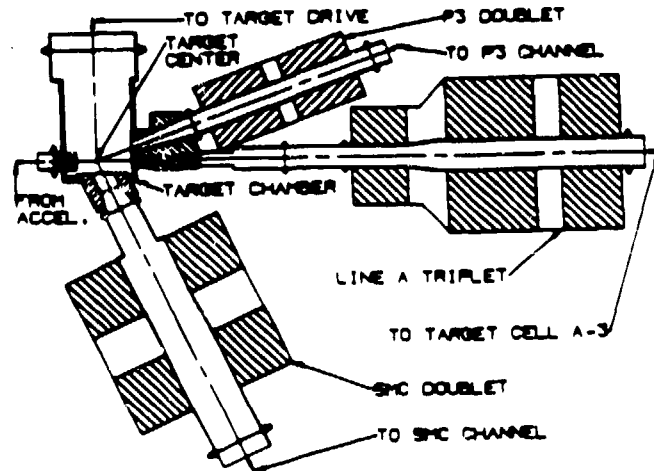 TO TARGET DRIVE
TARGET
CENTER
P3 DOUBLET
TO P3 CHANNEL
FROM
ACCEL.
TARGET CHAMBER
LINE A TRIPLET
TO TARGET CELL A-3
SMC DOUBLET
TO SMC CHANNEL